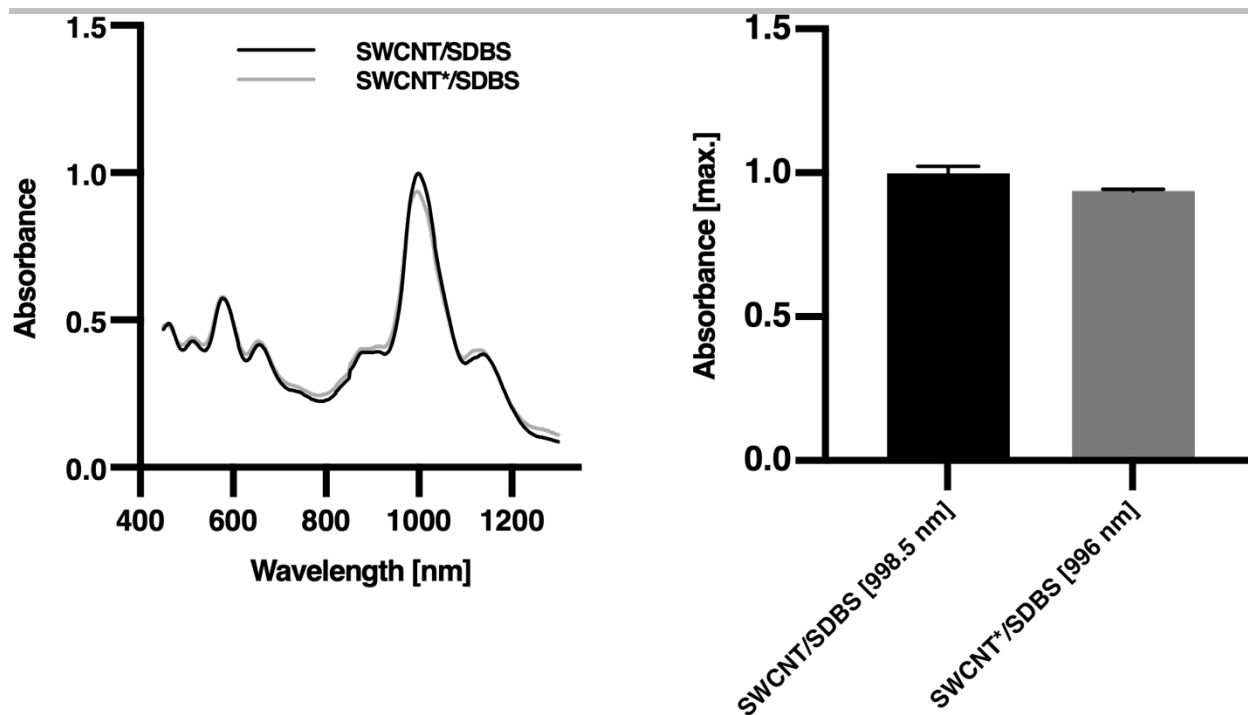 1.5
SWCNT/SDBS
SWCNT*/SDBS
1.0
Absorbance
0.5
0.0
400 600 800 1000 1200
Wavelength [nm]
1.5
Absorbance [max.]
1.0
0.5
0.0
SWCNT/SDBS [998.5 nm]
SWCNT*/SDBS [996 nm]